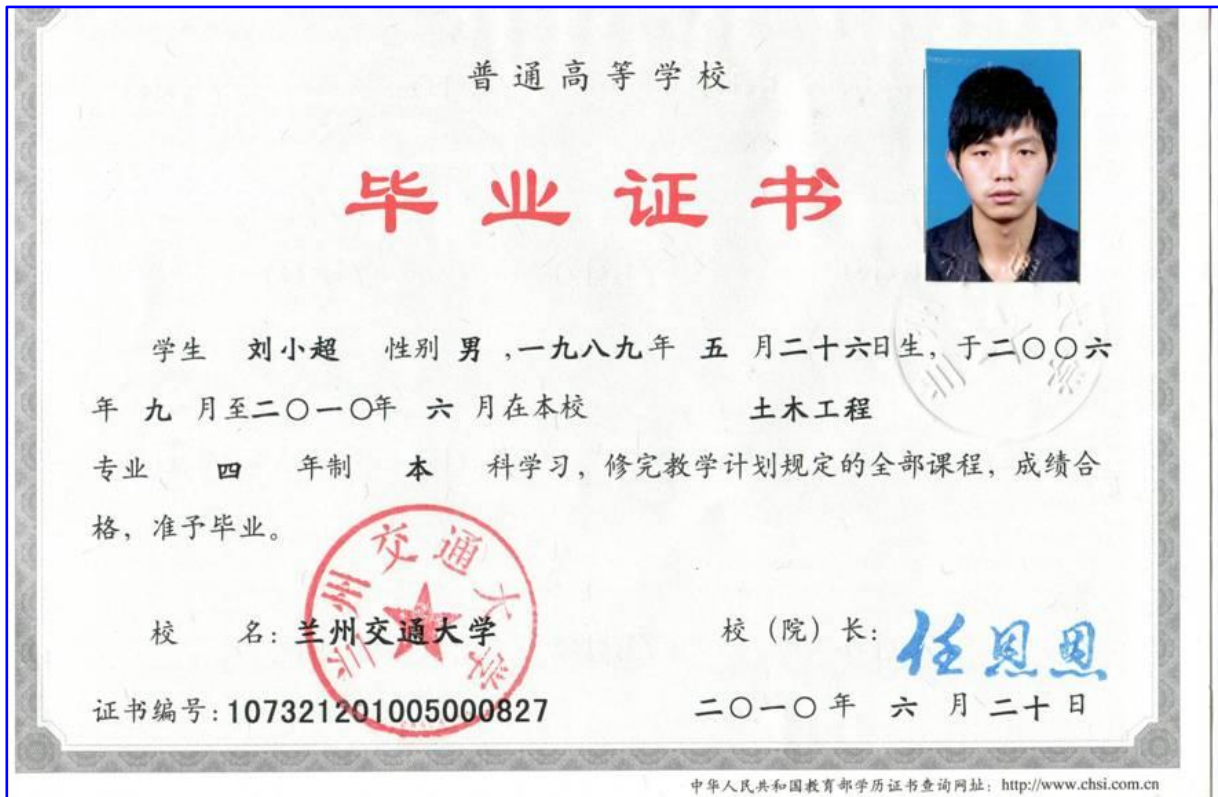 普通高等学校
毕业证书
学生 刘小超 性别 男 ,一九八九年 五 月二十六日生, 于二〇〇六
年 九 月至二〇一〇年 六 月在本校 土木工程
专业 四 年制 本 科学习, 修完教学计划规定的全部课程, 成绩合
格, 准予毕业。
兰州交通大学
校 名: 兰州交通大学 校 (院) 长: 任恩恩
证书编号: 107321201005000827 二〇一〇年 六 月 二十 日
中华人民共和国教育部学历证书查询网址: http://www.chsi.com.cn